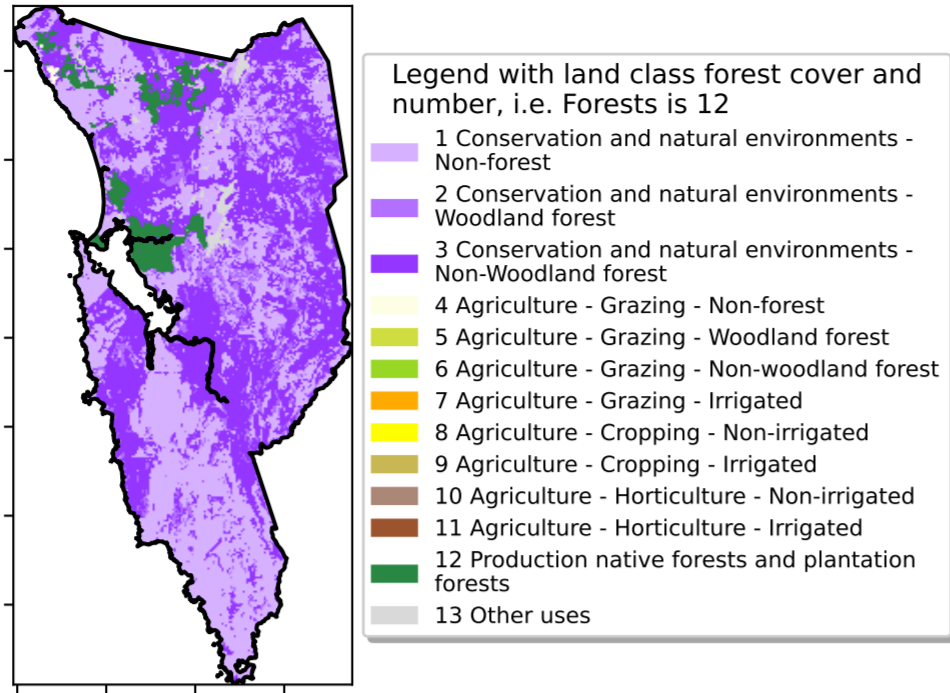 Legend with land class forest cover and
number, i.e. Forests is 12
1 Conservation and natural environments -
Non-forest
2 Conservation and natural environments -
Woodland forest
3 Conservation and natural environments -
Non-Woodland forest
4 Agriculture - Grazing - Non-forest
5 Agriculture - Grazing - Woodland forest
6 Agriculture - Grazing - Non-woodland forest
7 Agriculture - Grazing - Irrigated
8 Agriculture - Cropping - Non-irrigated
9 Agriculture - Cropping - Irrigated
10 Agriculture - Horticulture - Non-irrigated
11 Agriculture - Horticulture - Irrigated
12 Production native forests and plantation
forests
13 Other uses